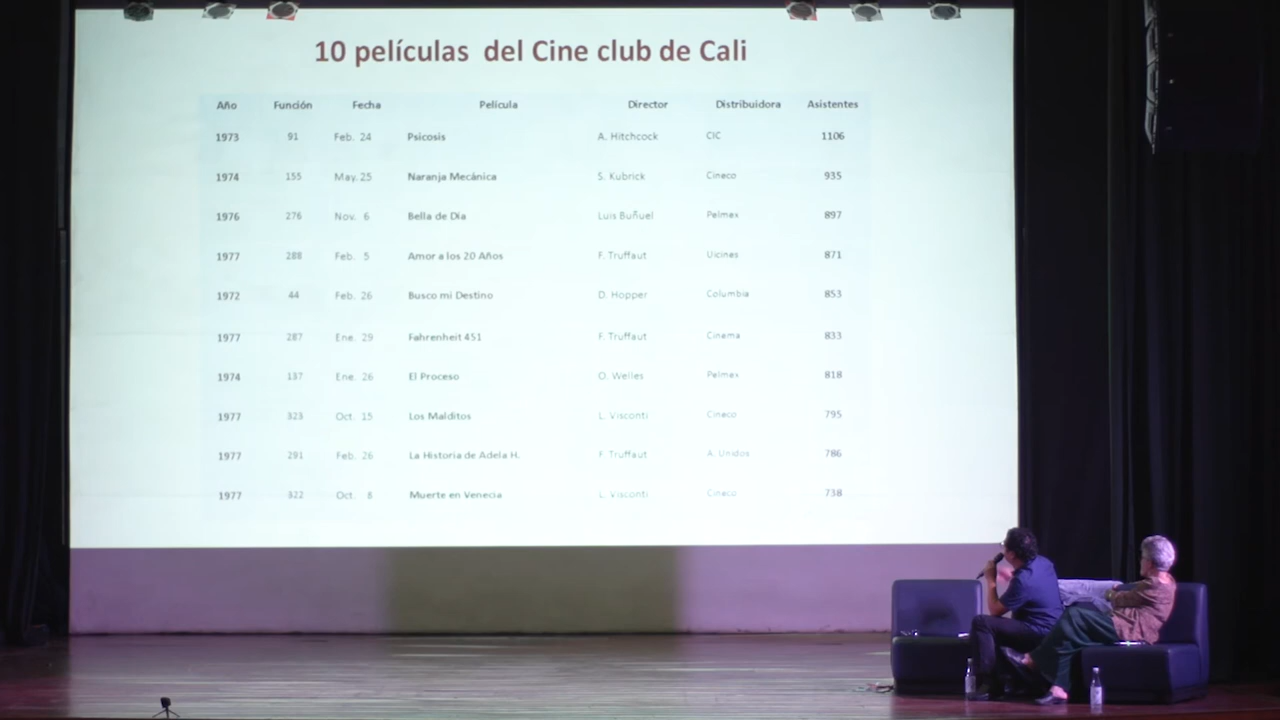 10 películas del Cine club de Cali
Año Función Fecha Película Director Distribuidora Asistentes
1973 91 Feb. 24 Psicosis A. Hitchcock CIC 1106
1974 155 May. 25 Naranja Mecánica S. Kubrick Cineco 935
1976 276 Nov. 6 Bella de Día Luis Buñuel Pelmex 897
1977 288 Feb. 5 Amor a los 20 Años F. Truffaut Uicines 871
1972 44 Feb. 26 Busco mi Destino D. Hopper Columbia 853
1977 287 Ene. 29 Fahrenheit 451 F. Truffaut Cinema 833
1974 137 Ene. 26 El Proceso O. Welles Pelmex 818
1977 323 Oct. 15 Los Malditos L. Visconti Cineco 795
1977 291 Feb. 26 La Historia de Adela H. F. Truffaut A. Unidos 786
1977 322 Oct. 8 Muerte en Venecia L. Visconti Cineco 738